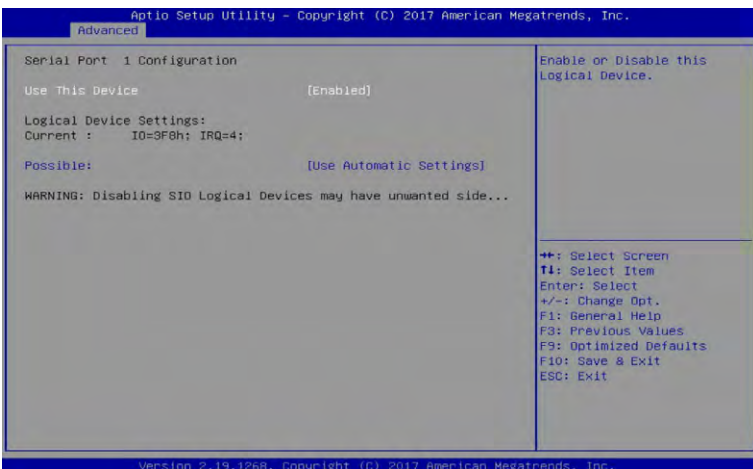 Aptio Setup Utility – Copyright (C) 2017 American Megatrends, Inc.
Advanced
Serial Port 1 Configuration
Use This Device [Enabled]
Logical Device Settings:
Current : IO=3F8h; IRQ=4;
Possible: [Use Automatic Settings]
WARNING: Disabling SIO Logical Devices may have unwanted side...
Enable or Disable this
Logical Device.
→←: Select Screen
↑↓: Select Item
Enter: Select
+/-: Change Opt.
F1: General Help
F3: Previous Values
F9: Optimized Defaults
F10: Save & Exit
ESC: Exit
Version 2.19.1268. Copyright (C) 2017 American Megatrends, Inc.